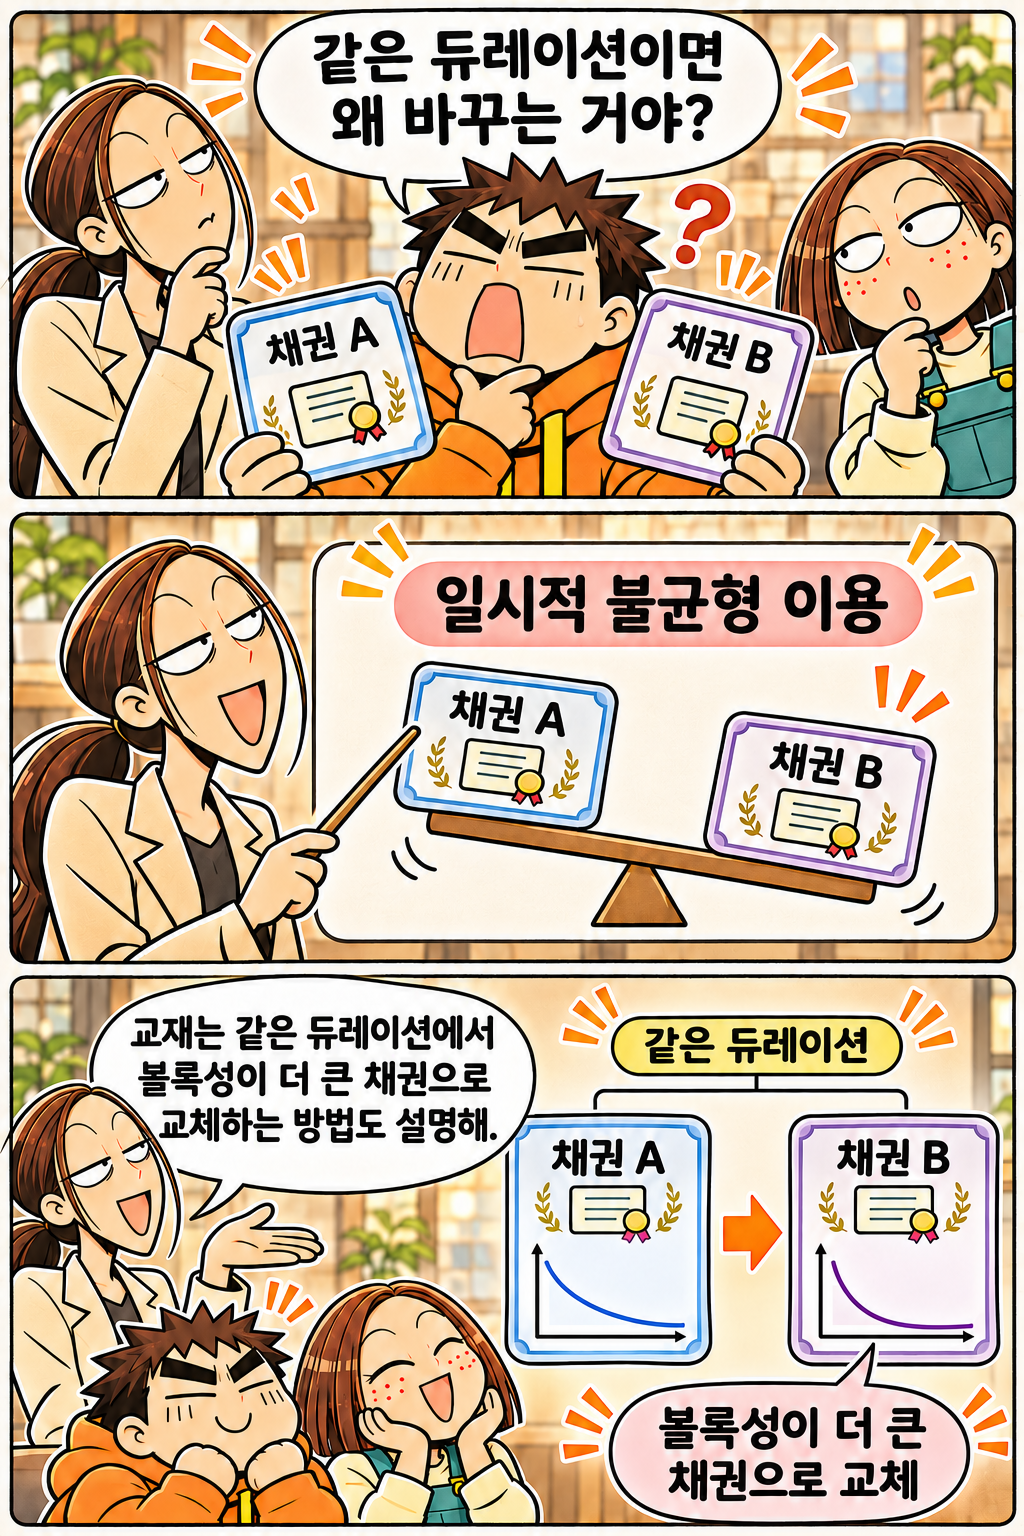 같은 듀레이션이면
왜 바꾸는 거야?
?
채권 A
채권 B
일시적 불균형 이용
채권 A
채권 B
교재는 같은 듀레이션에서
볼록성이 더 큰 채권으로
교체하는 방법도 설명해.
같은 듀레이션
채권 A
채권 B
볼록성이 더 큰
채권으로 교체